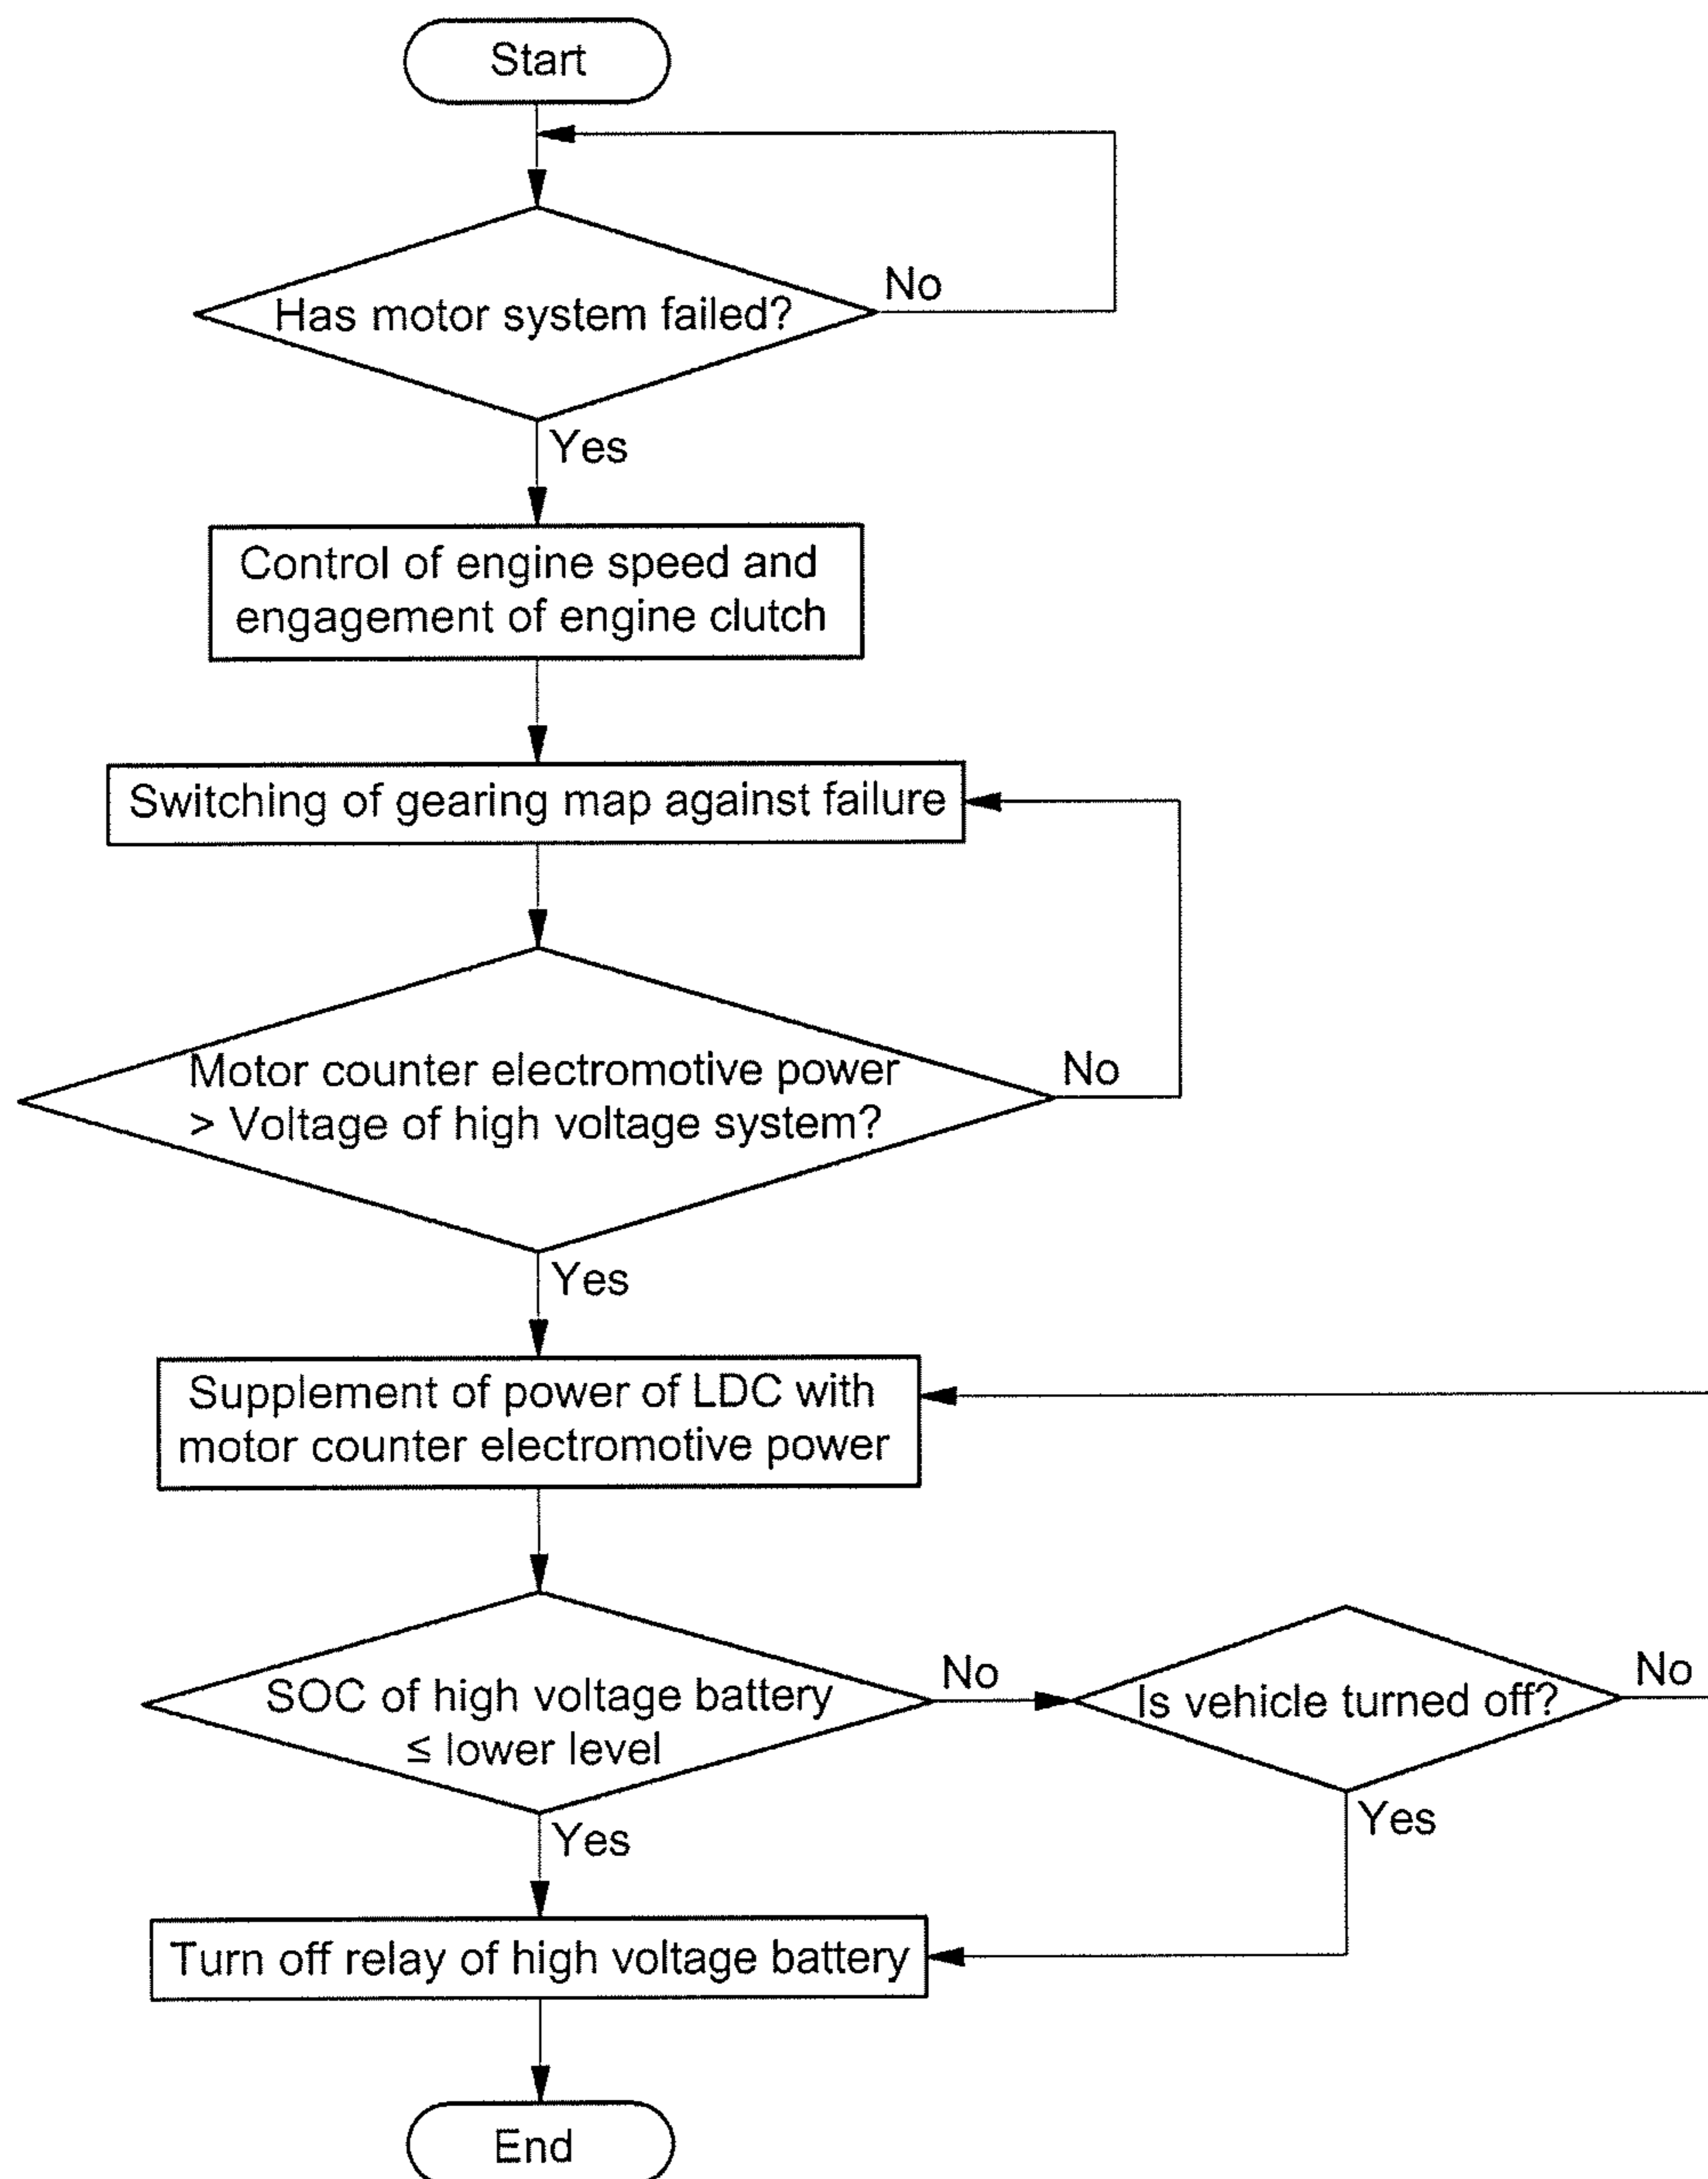 Start
No
Has motor system failed?
Yes
Control of engine speed and
engagement of engine clutch
Switching of gearing map against failure
Motor counter electromotive power
> Voltage of high voltage system?
No
Yes
Supplement of power of LDC with
motor counter electromotive power
SOC of high voltage battery
≤ lower level
No
Is vehicle turned off?
No
Yes
Yes
Turn off relay of high voltage battery
End